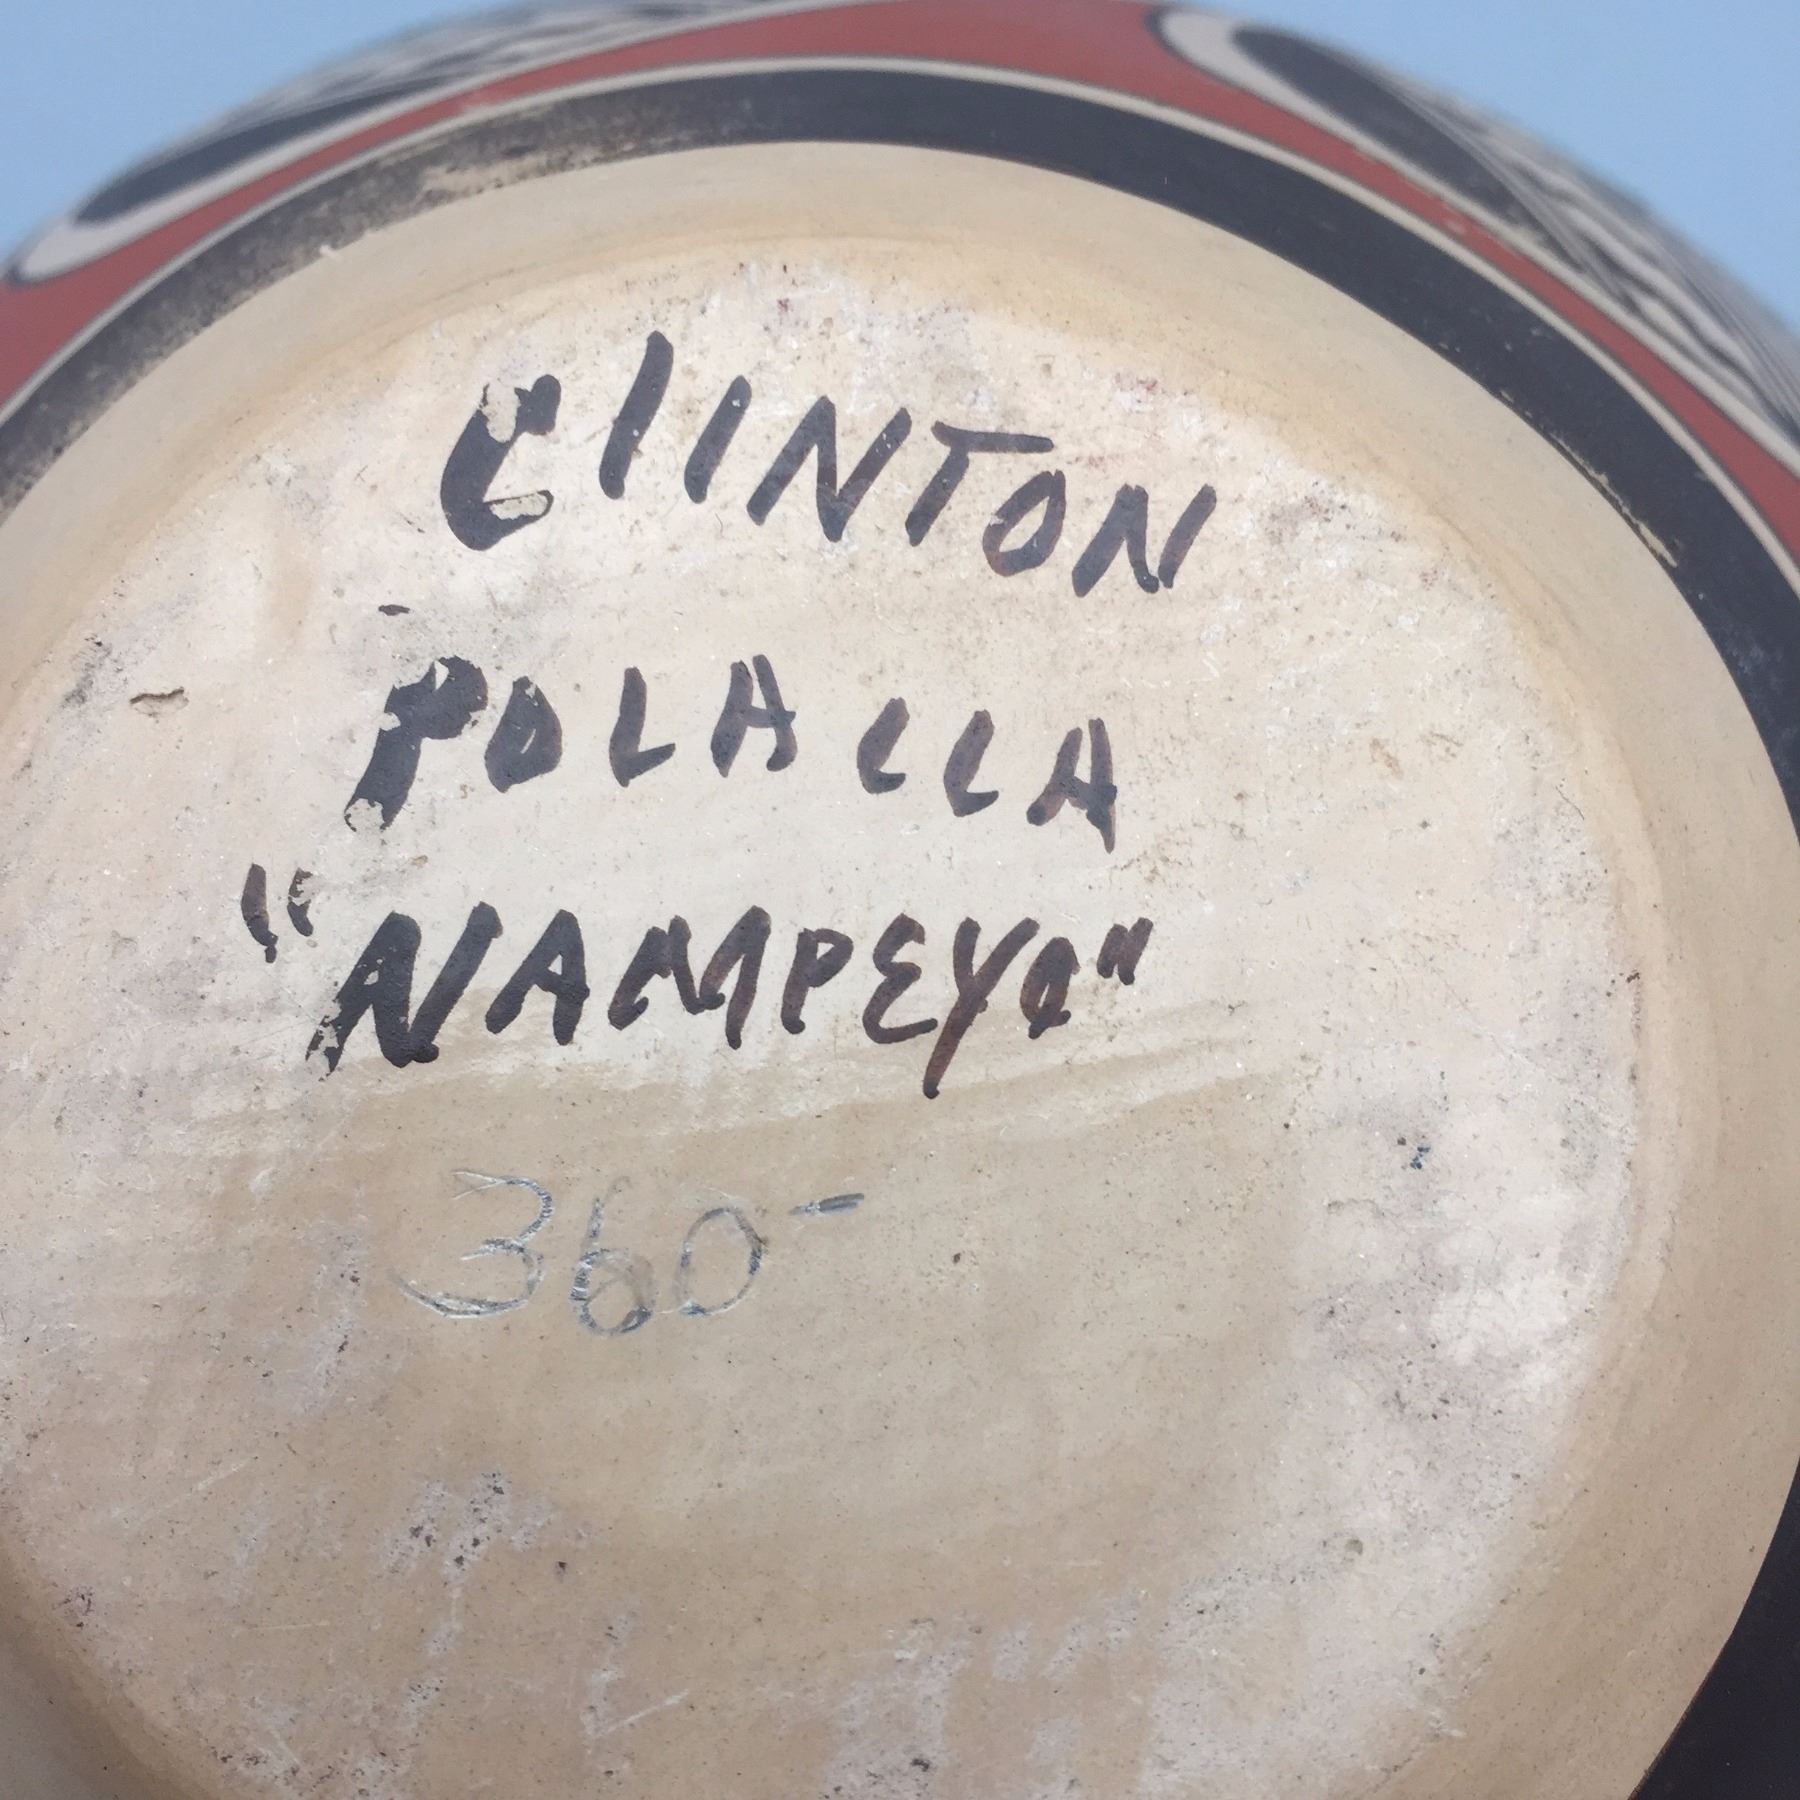 CLINTON
POLACCA
"NAMPEYO"
360-